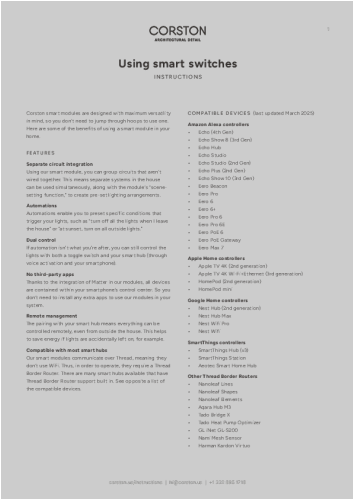 CORSTON
ARCHITECTURAL DETAIL
1
Using smart switches
INSTRUCTIONS
Corston smart modules are designed with maximum versatility
in mind, so you don't need to jump through hoops to use one.
Here are some of the benefits of using a smart module in your
home.
FEATURES
Separate circuit integration
Using our smart module, you can group circuits that aren't
wired together. This means separate systems in the house
can be used simultaneously, along with the module's "scene-
setting function," to create pre-set lighting arrangements.
Automations
Automations enable you to preset specific conditions that
trigger your lights, such as "turn off all the lights when I leave
the house" or "at sunset, turn on all outside lights."
Dual control
If automation isn't what you're after, you can still control the
lights with both a toggle switch and your smart hub (through
voice activation and your smartphone).
No third-party apps
Thanks to the integration of Matter in our modules, all devices
are contained within your smartphone's control center. So you
don't need to install any extra apps to use our modules in your
system.
Remote management
The pairing with your smart hub means everything can be
controlled remotely, even from outside the house. This helps
to save energy if lights are accidentally left on, for example.
Compatible with most smart hubs
Our smart modules communicate over Thread, meaning they
don't use WiFi. Thus, in order to operate, they require a Thread
Border Router. There are many smart hubs available that have
Thread Border Router support built in. See opposite a lot of
the compatible devices.
COMPATIBLE DEVICES (last updated March 2025)
Amazon Alexa controllers
• Echo (4th Gen)
• Echo Show 8 (3rd Gen)
• Echo Hub
• Echo Studio
• Echo Studio
• Echo Plus (2nd Gen)
• Echo Show 10 (3rd Gen)
• Eero Beacon
• Eero Pro
• Eero 6
• Eero 6+
• Eero Pro 6
• Eero Pro 6E
• Eero PoE 6
• Eero PoE Gateway
• Eero Max 7
Apple Home controllers
• Apple TV 4K (2nd generation)
• Apple TV 4K Wi-Fi + Ethernet (3rd generation)
• HomePod (2nd generation)
• HomePod mini
Google Home controllers
• Nest Hub (2nd generation)
• Nest Hub Max
• Nest Wifi Pro
• Nest WiFi
SmartThings controllers
• SmartThings Hub (v3)
• SmartThings Station
• Aeotec Smart Home Hub
Other Thread Border Routers
• Nanoleaf Lines
• Nanoleaf Shapes
• Nanoleaf Elements
• Aqara Hub M3
• Tado Bridge X
• Tado Heat Pump Optimizer
• GL-iNet GL-S200
• Nami Mesh Sensor
• Harman Kardon Virtuo